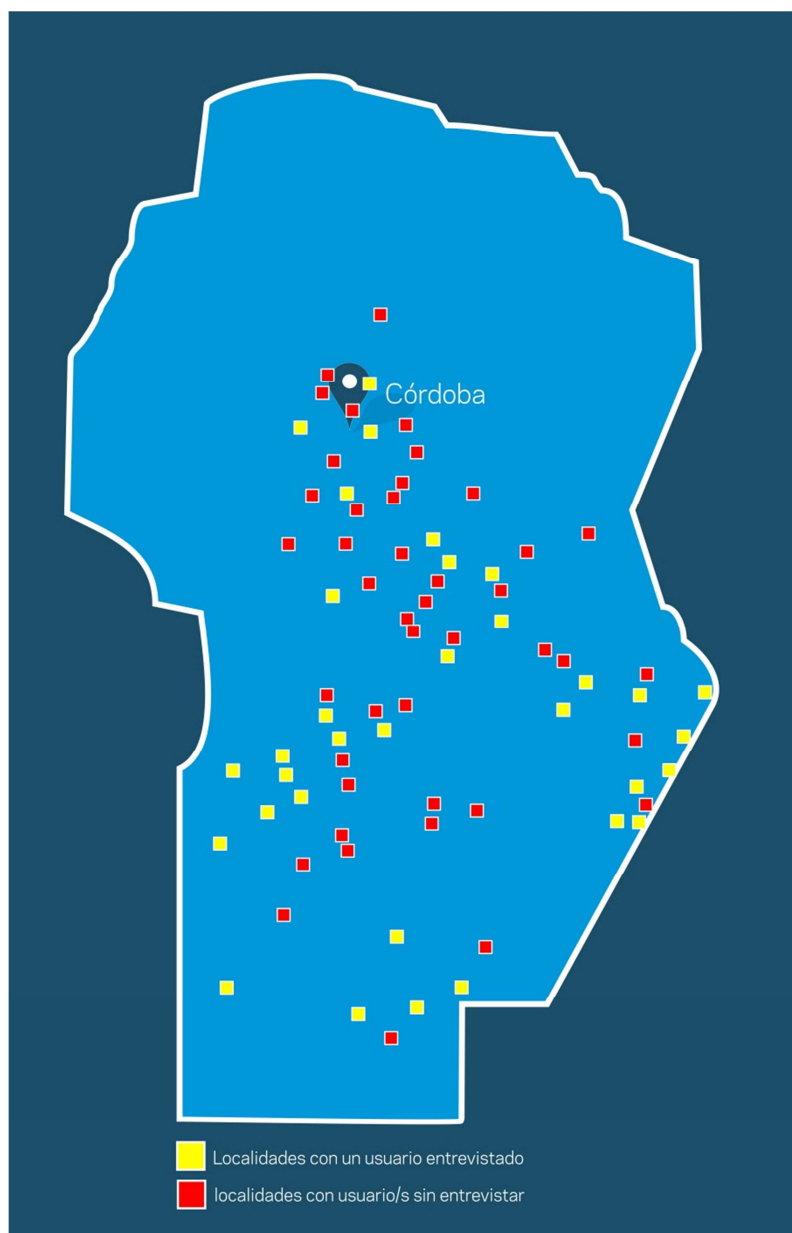 Córdoba
Localidades con un usuario entrevistado
localidades con usuario/s sin entrevistar